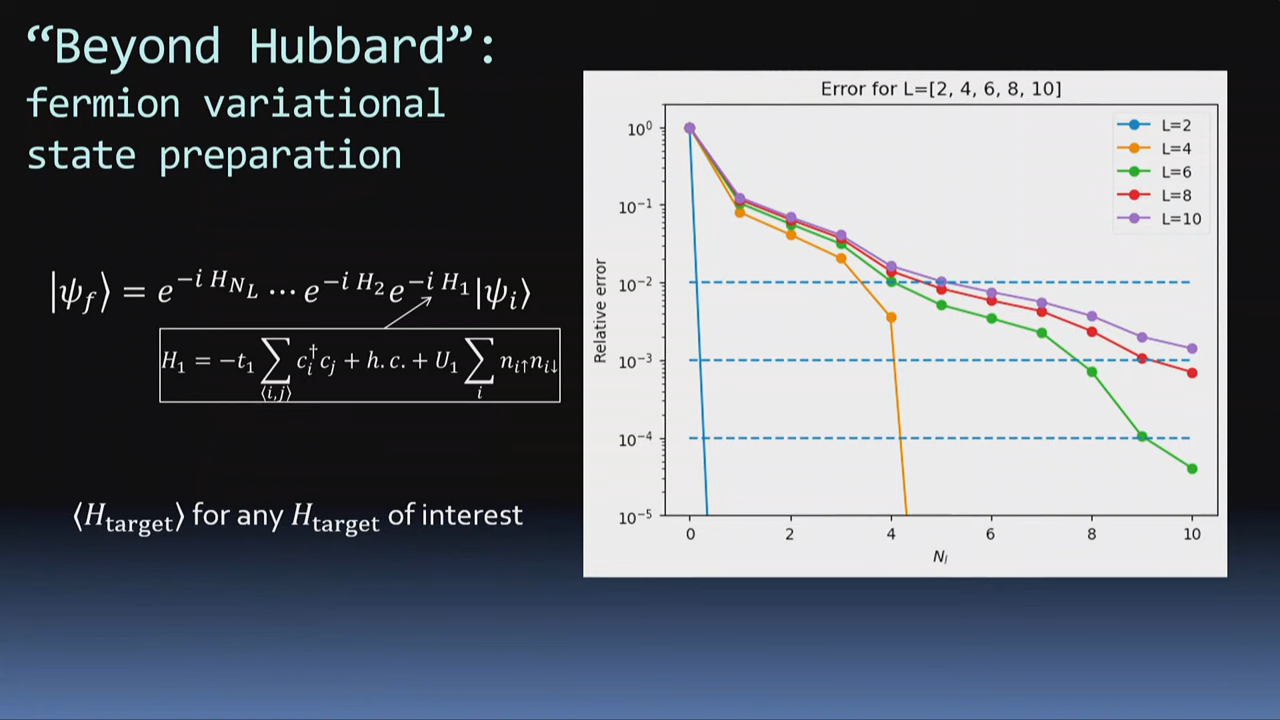 “Beyond Hubbard”:
fermion variational
state preparation
|ψ_f⟩ = e^{−i H_{N_L}} ⋯ e^{−i H_2} e^{−i H_1}|ψ_i⟩
H_1 = −t_1 ∑_{⟨i,j⟩} c_i^† c_j + h.c. + U_1 ∑_i n_{i↑}n_{i↓}
⟨H_target⟩ for any H_target of interest
Error for L=[2, 4, 6, 8, 10]
L=2
L=4
L=6
L=8
L=10
Relative error
10^0
10^−1
10^−2
10^−3
10^−4
10^−5
0 2 4 6 8 10
N_l